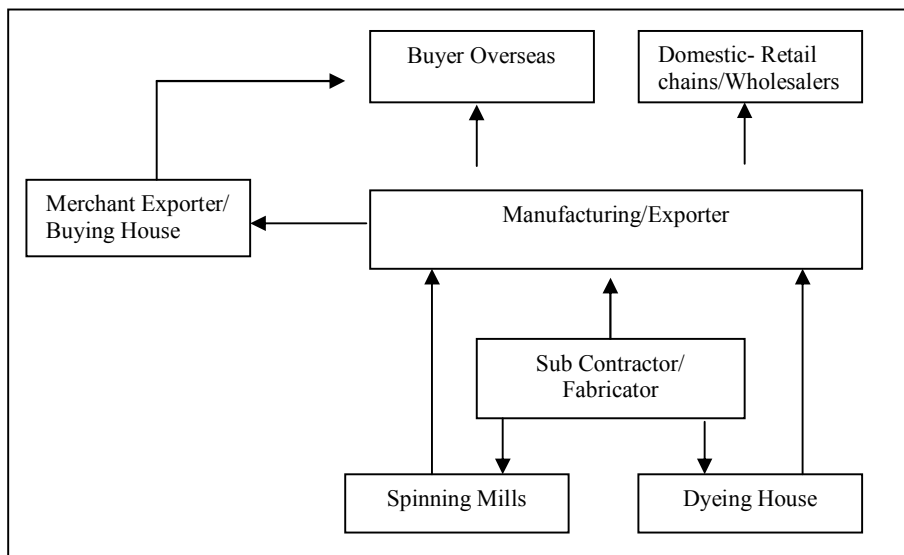 Buyer Overseas
Domestic- Retail
chains/Wholesalers
Merchant Exporter/
Buying House
Manufacturing/Exporter
Sub Contractor/
Fabricator
Spinning Mills
Dyeing House